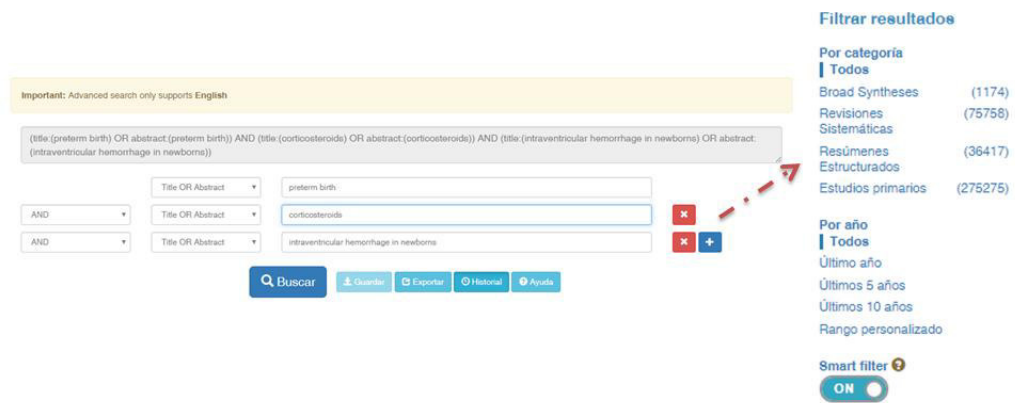 Filtrar resultados
Por categoría
Todos
Broad Syntheses (1174)
Revisiones (75758)
Sistemáticas
Resúmenes (36417)
Estructurados
Estudios primarios (275275)
Por año
Todos
Último año
Últimos 5 años
Últimos 10 años
Rango personalizado
Smart filter ?
ON
Important: Advanced search only supports English
(title:(preterm birth) OR abstract:(preterm birth)) AND (title:(corticosteroids) OR abstract:(corticosteroids)) AND (title:(intraventricular hemorrhage in newborns) OR abstract:
(intraventricular hemorrhage in newborns))
Title OR Abstract preterm birth
AND Title OR Abstract corticosteroids
AND Title OR Abstract intraventricular hemorrhage in newborns
Buscar Guardar Exportar Historial Ayuda